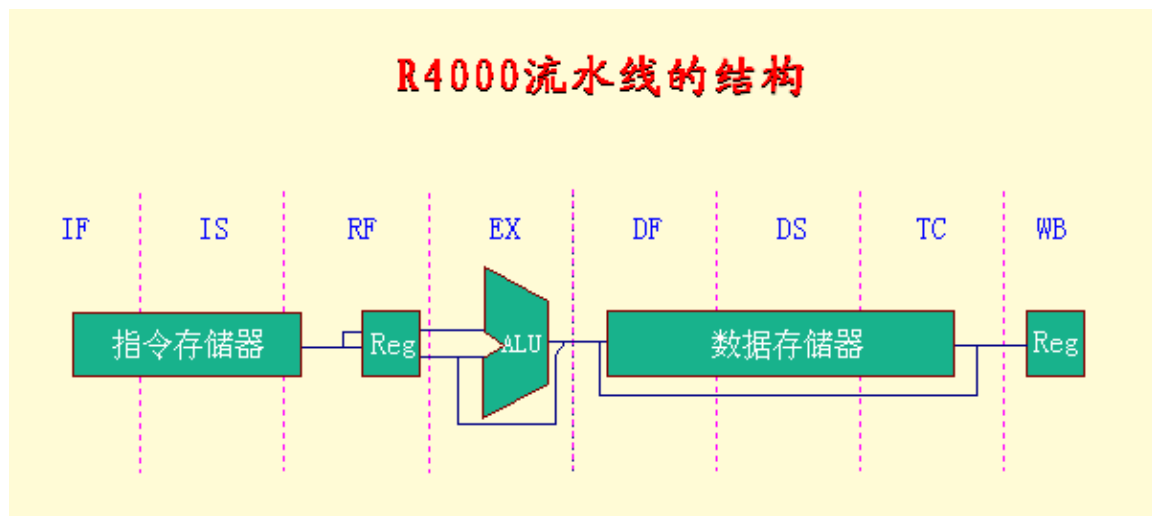 R4000流水线的结构
IF IS RF EX DF DS TC WB
指令存储器 Reg ALU 数据存储器 Reg